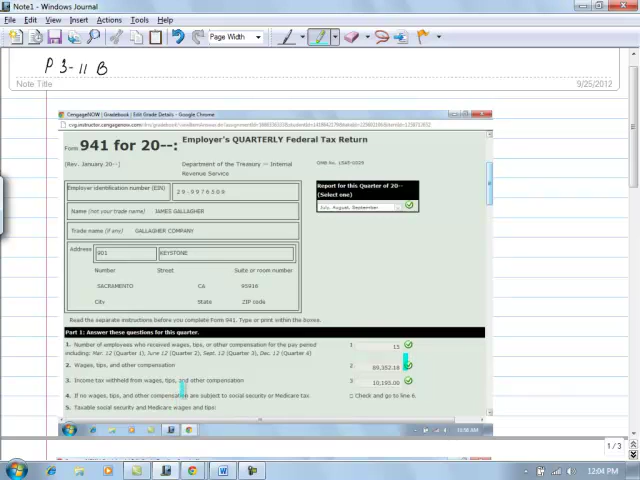 Note1 - Windows Journal
File Edit View Insert Actions Tools Help
Page Width
P 3-11 B
Note Title
9/25/2012
CengageNOW | Gradebook | Edit Grade Details - Google Chrome
Form 941 for 20--: Employer's QUARTERLY Federal Tax Return
(Rev. January 20--) Department of the Treasury — Internal Revenue Service
Employer identification number (EIN) 29-9976509
Name (not your trade name) JAMES GALLAGHER
Trade name (if any) GALLAGHER COMPANY
Address 901 KEYSTONE
Number Street Suite or room number
SACRAMENTO CA 95916
City State ZIP code
Report for this Quarter of 20--
(Select one)
July, August, September
Read the separate instructions before you complete Form 941. Type or print within the boxes.
Part 1: Answer these questions for this quarter.
1. Number of employees who received wages, tips, or other compensation for the pay period 1 15
including: Mar. 12 (Quarter 1), June 12 (Quarter 2), Sept. 12 (Quarter 3), Dec. 12 (Quarter 4)
2. Wages, tips, and other compensation 2 89,352.18
3. Income tax withheld from wages, tips, and other compensation 3 10,193.00
4. If no wages, tips, and other compensation are subject to social security or Medicare tax. Check and go to line 6.
5. Taxable social security and Medicare wages and tips:
10:58 AM
1 / 3
12:04 PM